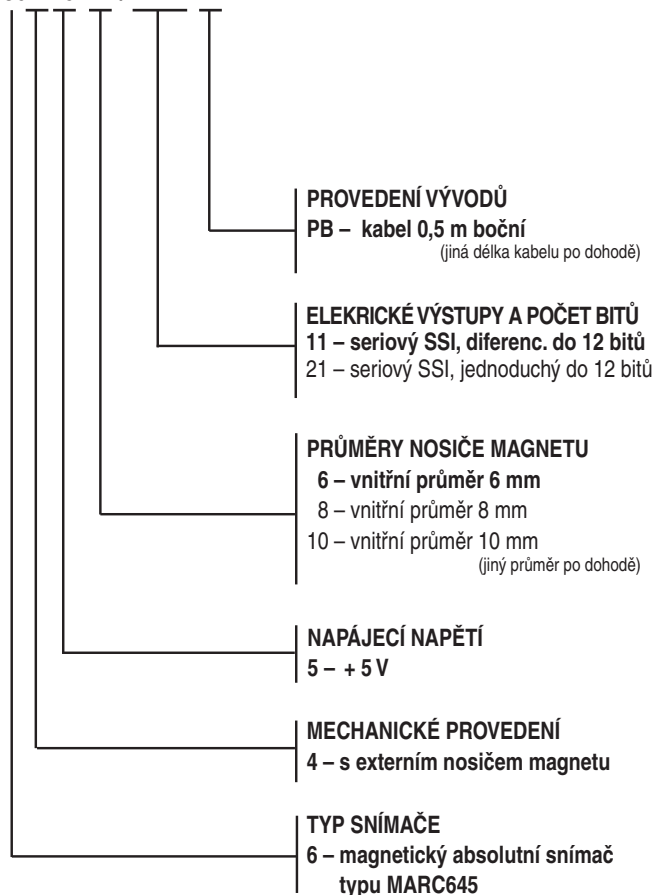 PROVEDENÍ VÝVODŮ
PB – kabel 0,5 m boční
(jiná délka kabelu po dohodě)
ELEKRICKÉ VÝSTUPY A POČET BITŮ
11 – seriový SSI, diferenc. do 12 bitů
21 – seriový SSI, jednoduchý do 12 bitů
PRŮMĚRY NOSIČE MAGNETU
6 – vnitřní průměr 6 mm
8 – vnitřní průměr 8 mm
10 – vnitřní průměr 10 mm
(jiný průměr po dohodě)
NAPÁJECÍ NAPĚTÍ
5 – + 5 V
MECHANICKÉ PROVEDENÍ
4 – s externím nosičem magnetu
TYP SNÍMAČE
6 – magnetický absolutní snímač
typu MARC645